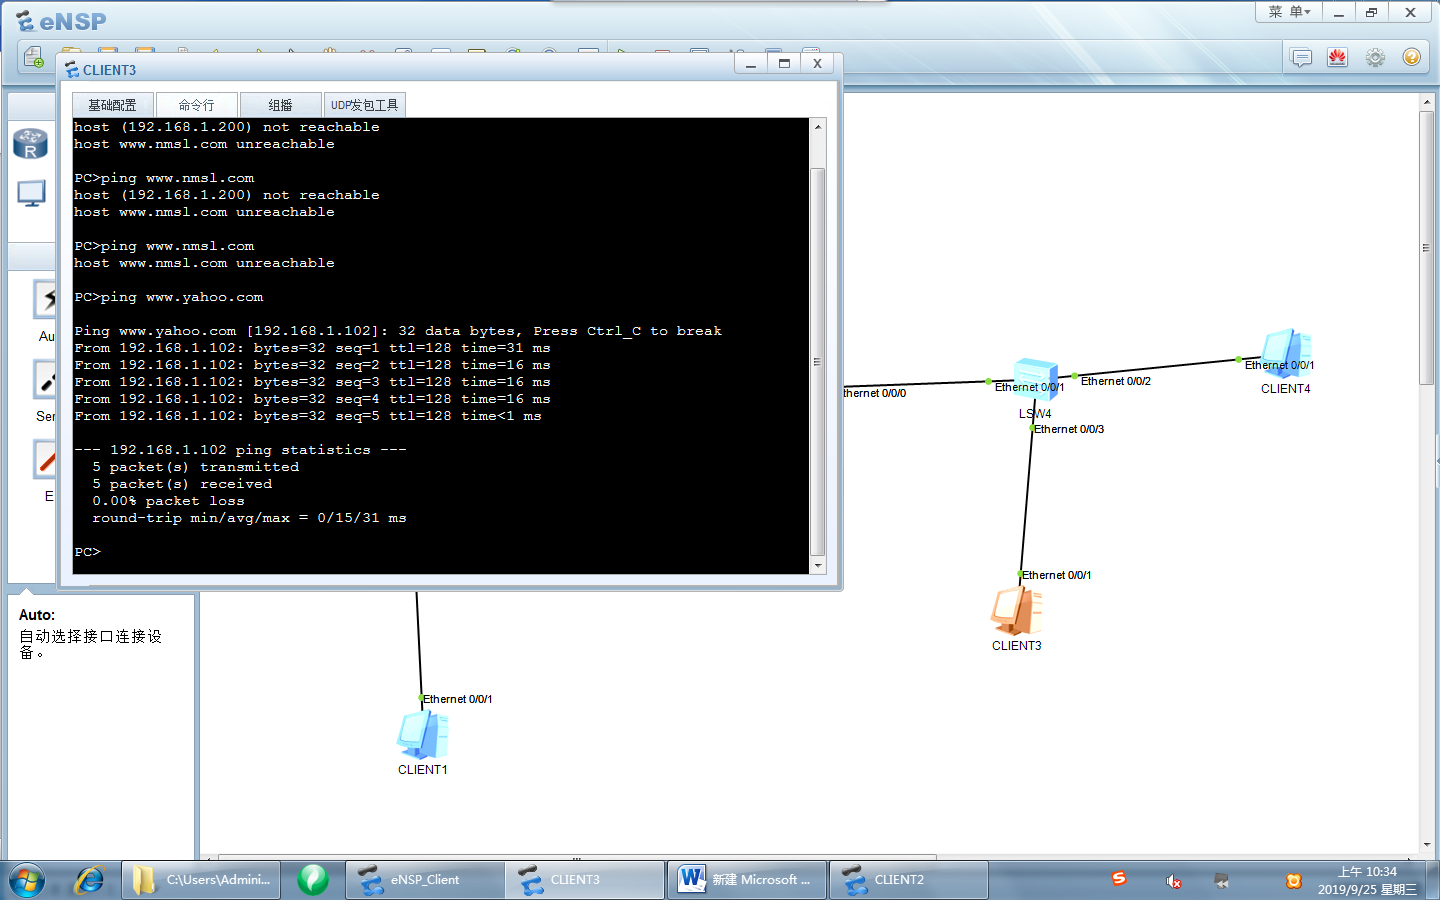 eNSP
菜 单
CLIENT3
基础配置 命令行 组播 UDP发包工具
host (192.168.1.200) not reachable
host www.nmsl.com unreachable
PC>ping www.nmsl.com
host (192.168.1.200) not reachable
host www.nmsl.com unreachable
PC>ping www.nmsl.com
host www.nmsl.com unreachable
PC>ping www.yahoo.com
Ping www.yahoo.com [192.168.1.102]: 32 data bytes, Press Ctrl_C to break
From 192.168.1.102: bytes=32 seq=1 ttl=128 time=31 ms
From 192.168.1.102: bytes=32 seq=2 ttl=128 time=16 ms
From 192.168.1.102: bytes=32 seq=3 ttl=128 time=16 ms
From 192.168.1.102: bytes=32 seq=4 ttl=128 time=16 ms
From 192.168.1.102: bytes=32 seq=5 ttl=128 time<1 ms
--- 192.168.1.102 ping statistics ---
5 packet(s) transmitted
5 packet(s) received
0.00% packet loss
round-trip min/avg/max = 0/15/31 ms
PC>
R
Au
Ser
E
Auto:
自动选择接口连接设
备。
thernet 0/0/0
Ethernet 0/0/1
LSW4
Ethernet 0/0/2
Ethernet 0/0/1
CLIENT4
Ethernet 0/0/3
Ethernet 0/0/1
CLIENT3
Ethernet 0/0/1
CLIENT1
C:\Users\Admini...
eNSP_Client
CLIENT3
新建 Microsoft ...
CLIENT2
上午 10:34
2019/9/25 星期三